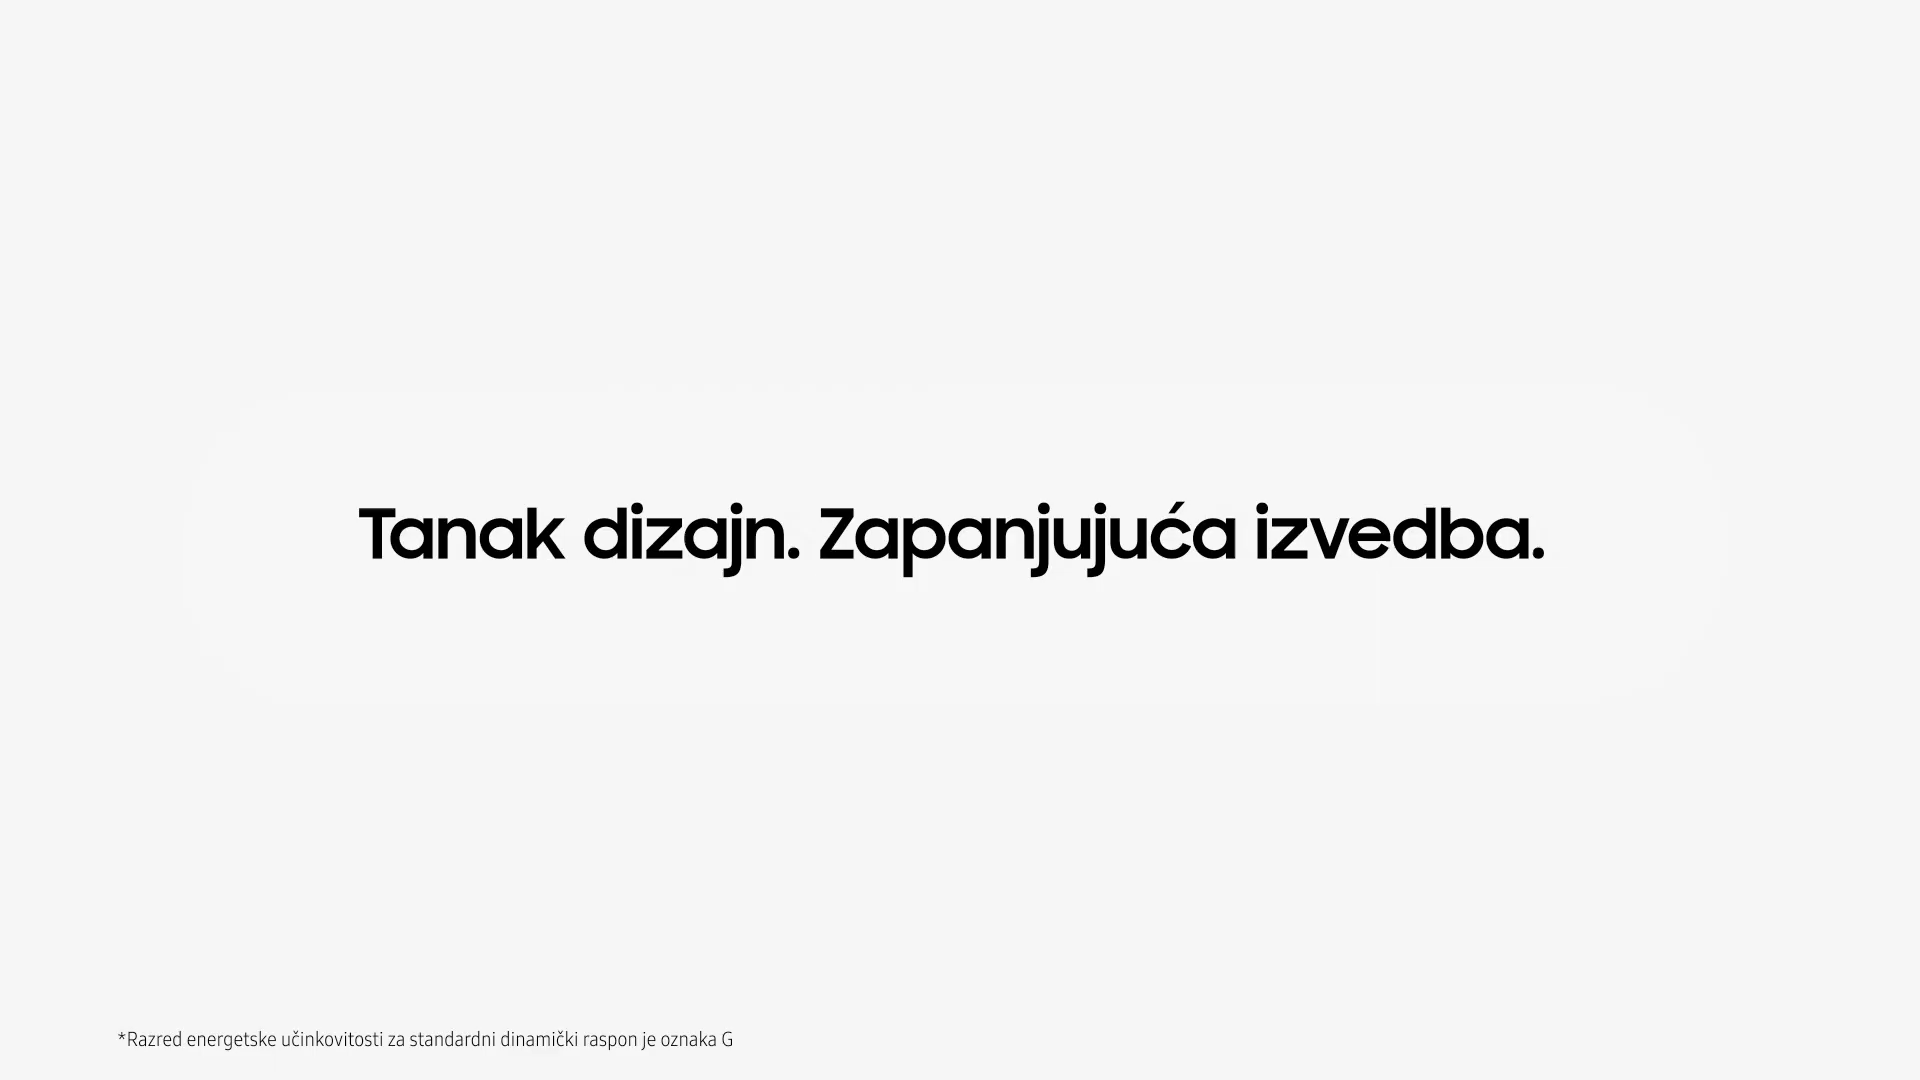 Tanak dizajn. Zapanjujuća izvedba.
*Razred energetske učinkovitosti za standardni dinamički raspon je oznaka G